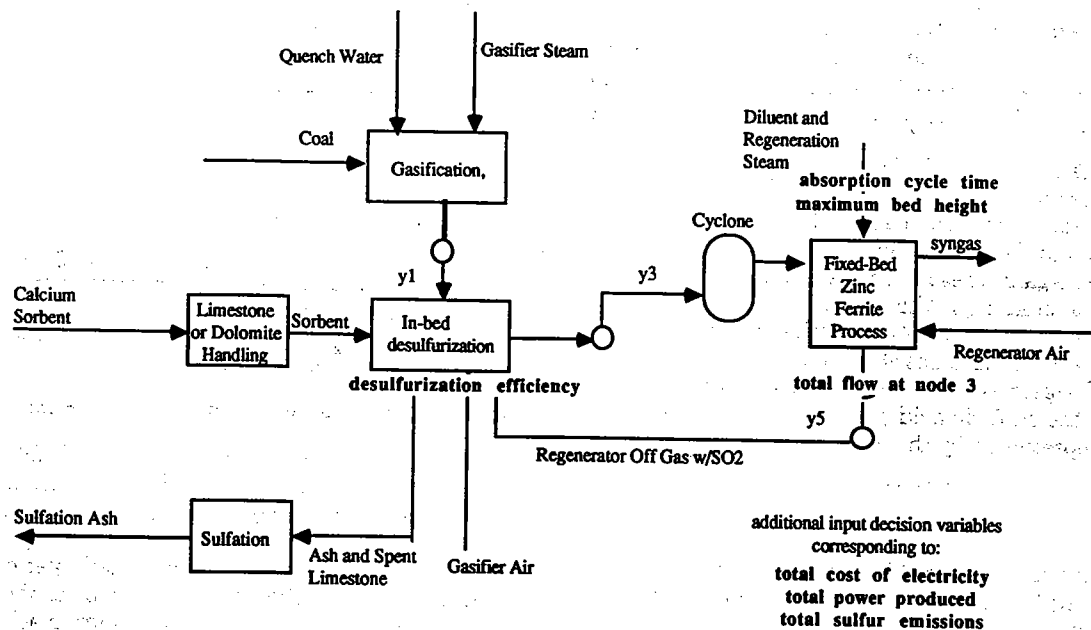 Quench Water
Gasifier Steam
Coal
Gasification,
Diluent and
Regeneration
Steam
absorption cycle time
maximum bed height
Cyclone
syngas
y1
y3
Fixed-Bed
Zinc
Ferrite
Process
Calcium
Sorbent
Limestone
or Dolomite
Handling
Sorbent
In-bed
desulfurization
Regenerator Air
desulfurization efficiency
total flow at node 3
y5
Regenerator Off Gas w/SO2
Sulfation Ash
Sulfation
Ash and Spent
Limestone
Gasifier Air
additional input decision variables
corresponding to:
total cost of electricity
total power produced
total sulfur emissions